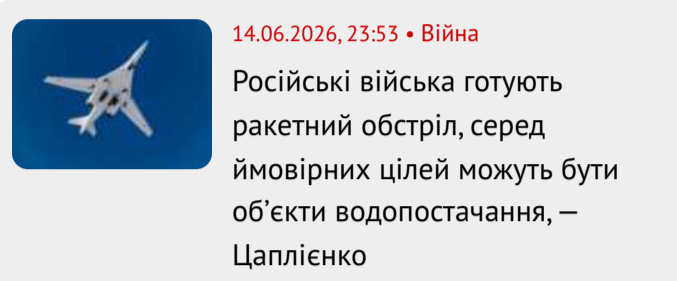 14.06.2026, 23:53 • Війна
Російські війська готують
ракетний обстріл, серед
ймовірних цілей можуть бути
об’єкти водопостачання, —
Цаплієнко